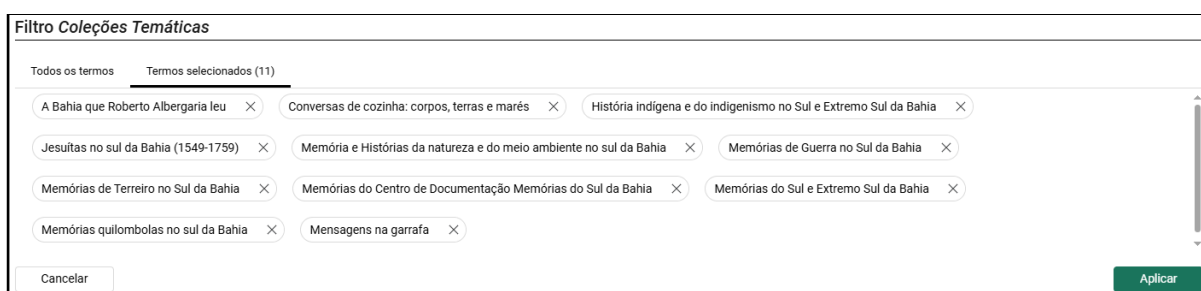 Filtro Coleções Temáticas
Todos os termos Termos selecionados (11)
A Bahia que Roberto Albergaria leu Conversas de cozinha: corpos, terras e marés História indígena e do indigenismo no Sul e Extremo Sul da Bahia
Jesuítas no sul da Bahia (1549-1759) Memória e Histórias da natureza e do meio ambiente no sul da Bahia Memórias de Guerra no Sul da Bahia
Memórias de Terreiro no Sul da Bahia Memórias do Centro de Documentação Memórias do Sul da Bahia Memórias do Sul e Extremo Sul da Bahia
Memórias quilombolas no sul da Bahia Mensagens na garrafa
Cancelar Aplicar